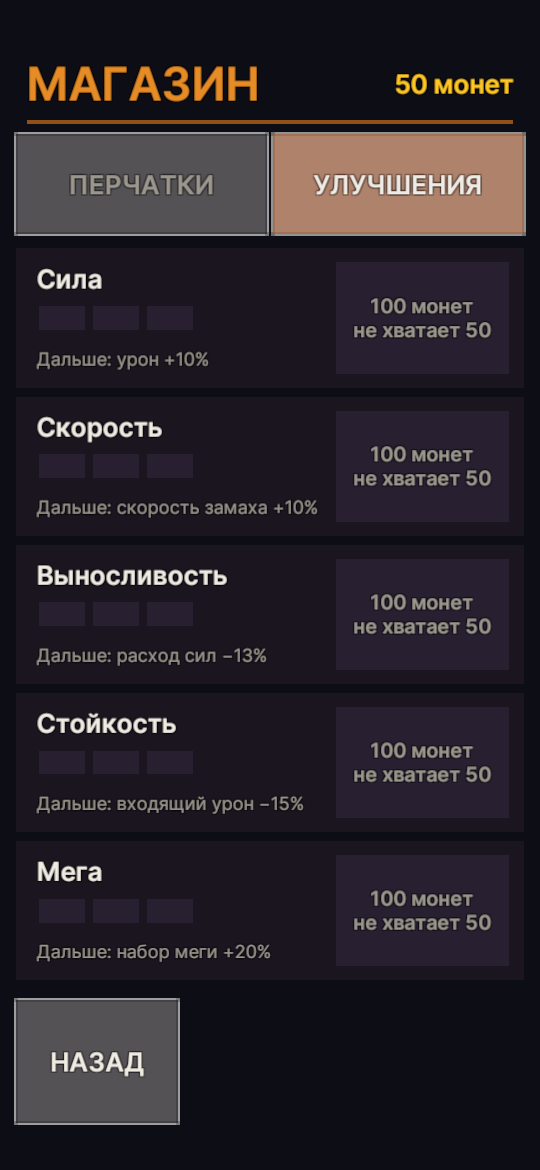 МАГАЗИН
50 монет
ПЕРЧАТКИ
УЛУЧШЕНИЯ
Сила
100 монет
не хватает 50
Дальше: урон +10%
Скорость
100 монет
не хватает 50
Дальше: скорость замаха +10%
Выносливость
100 монет
не хватает 50
Дальше: расход сил −13%
Стойкость
100 монет
не хватает 50
Дальше: входящий урон −15%
Мега
100 монет
не хватает 50
Дальше: набор меги +20%
НАЗАД